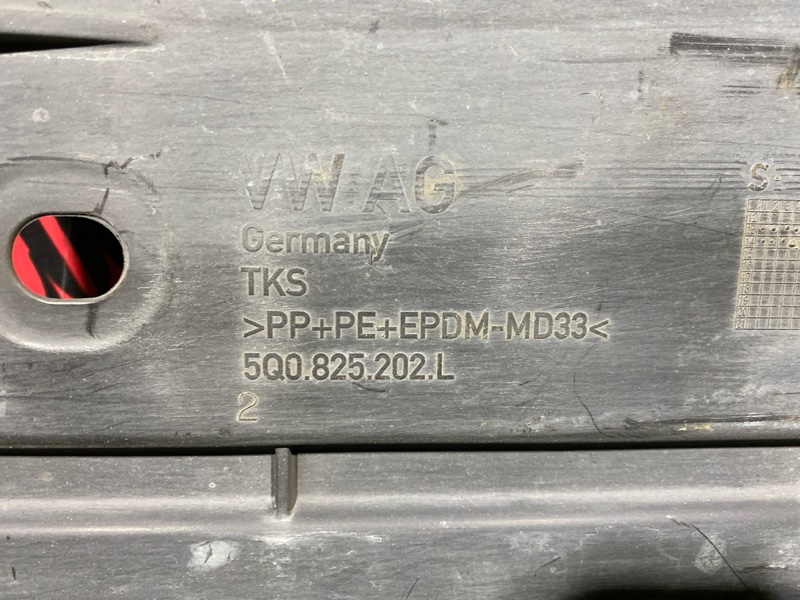 VW AG
Germany
TKS
>PP+PE+EPDM-MD33<
5Q0.825.202.L
2
S